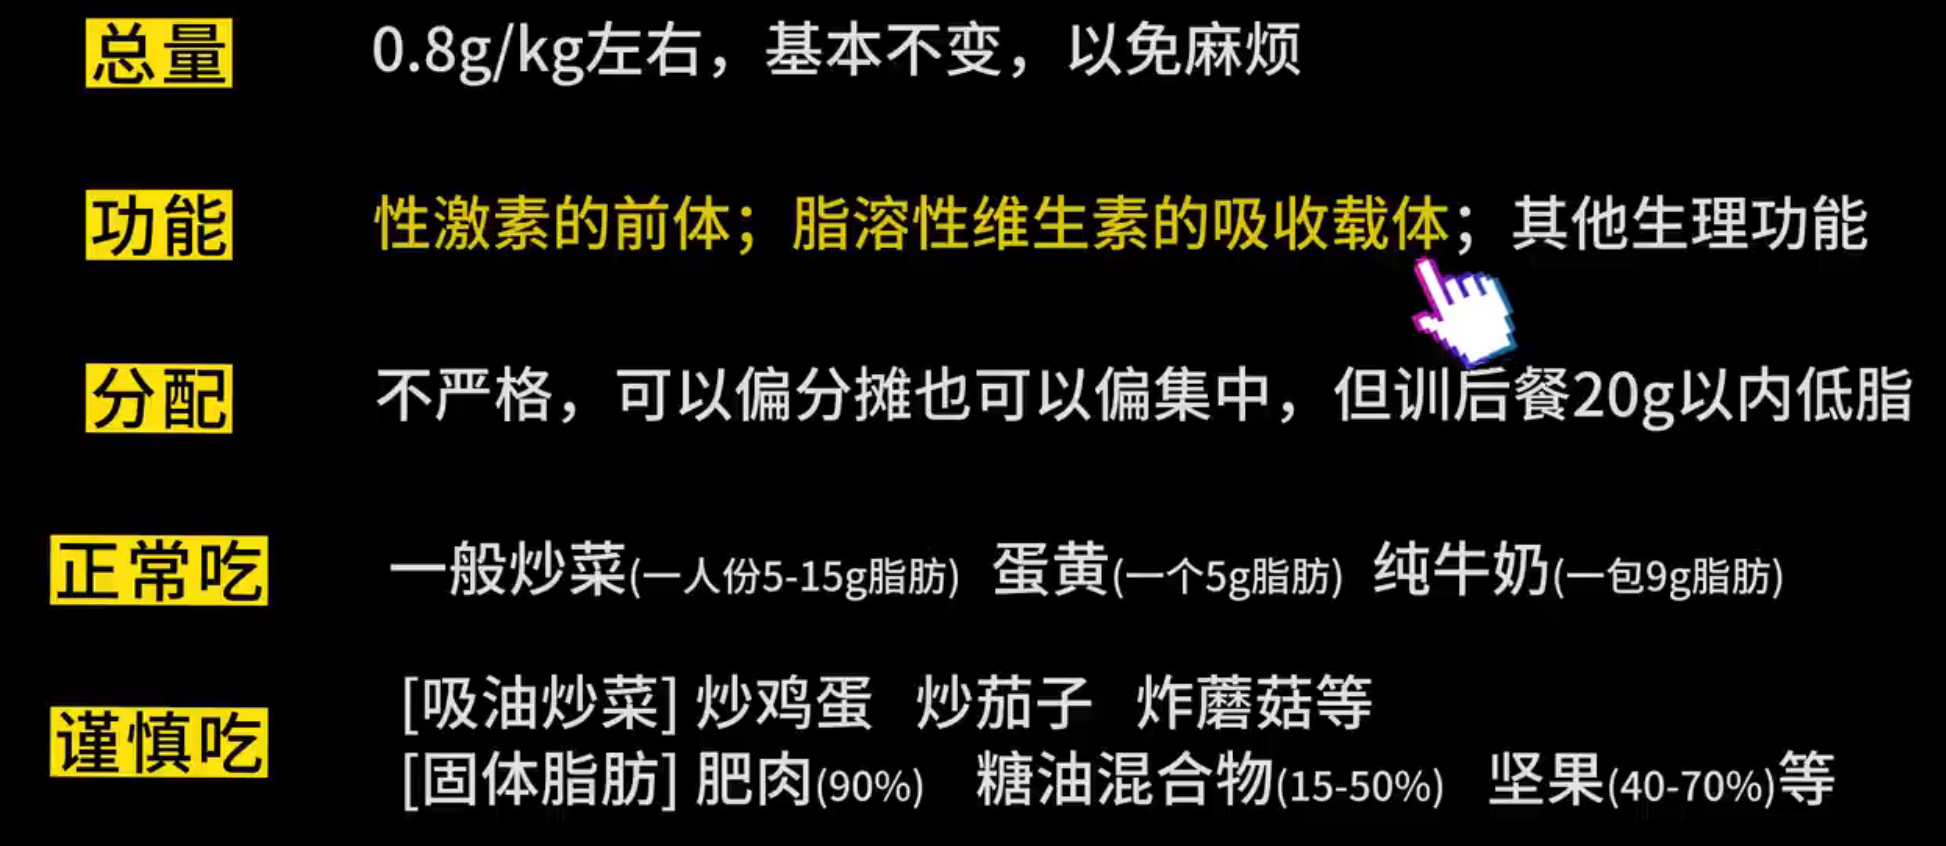 总量 0.8g/kg左右，基本不变，以免麻烦
功能 性激素的前体；脂溶性维生素的吸收载体；其他生理功能
分配 不严格，可以偏分摊也可以偏集中，但训后餐20g以内低脂
正常吃 一般炒菜(一人份5-15g脂肪) 蛋黄(一个5g脂肪) 纯牛奶(一包9g脂肪)
谨慎吃 [吸油炒菜] 炒鸡蛋 炒茄子 炸蘑菇等
[固体脂肪] 肥肉(90%) 糖油混合物(15-50%) 坚果(40-70%)等